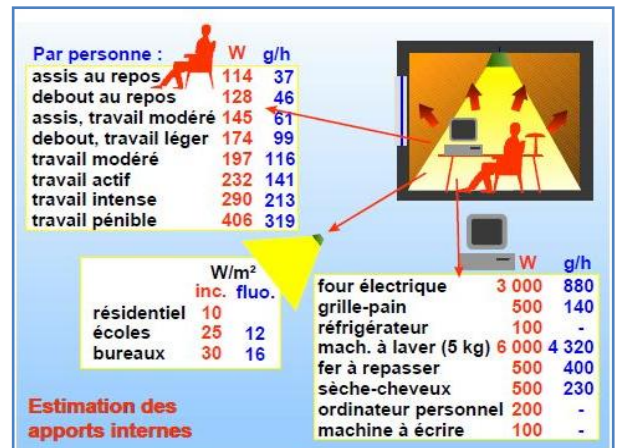 Par personne : W g/h
assis au repos 114 37
debout au repos 128 46
assis, travail modéré 145 61
debout, travail léger 174 99
travail modéré 197 116
travail actif 232 141
travail intense 290 213
travail pénible 406 319
W/m²
inc. fluo.
résidentiel 10
écoles 25 12
bureaux 30 16
W g/h
four électrique 3 000 880
grille-pain 500 140
réfrigérateur 100 -
mach. à laver (5 kg) 6 000 4 320
fer à repasser 500 400
sèche-cheveux 500 230
ordinateur personnel 200 -
machine à écrire 100 -
Estimation des
apports internes